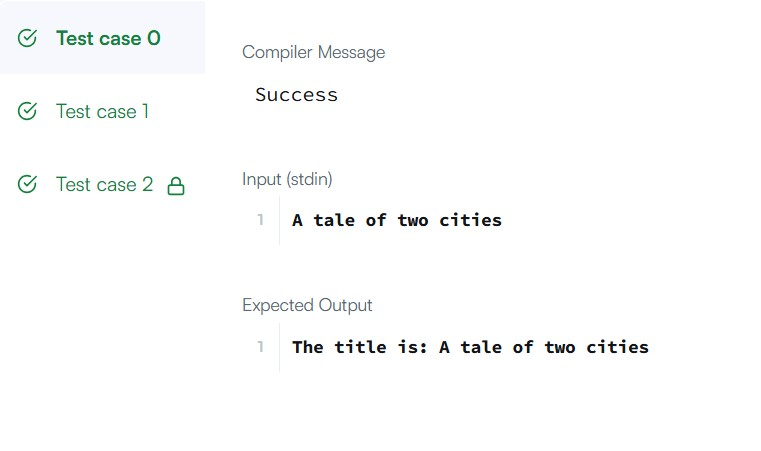 Test case 0
Test case 1
Test case 2
Compiler Message
Success
Input (stdin)
1 A tale of two cities
Expected Output
1 The title is: A tale of two cities